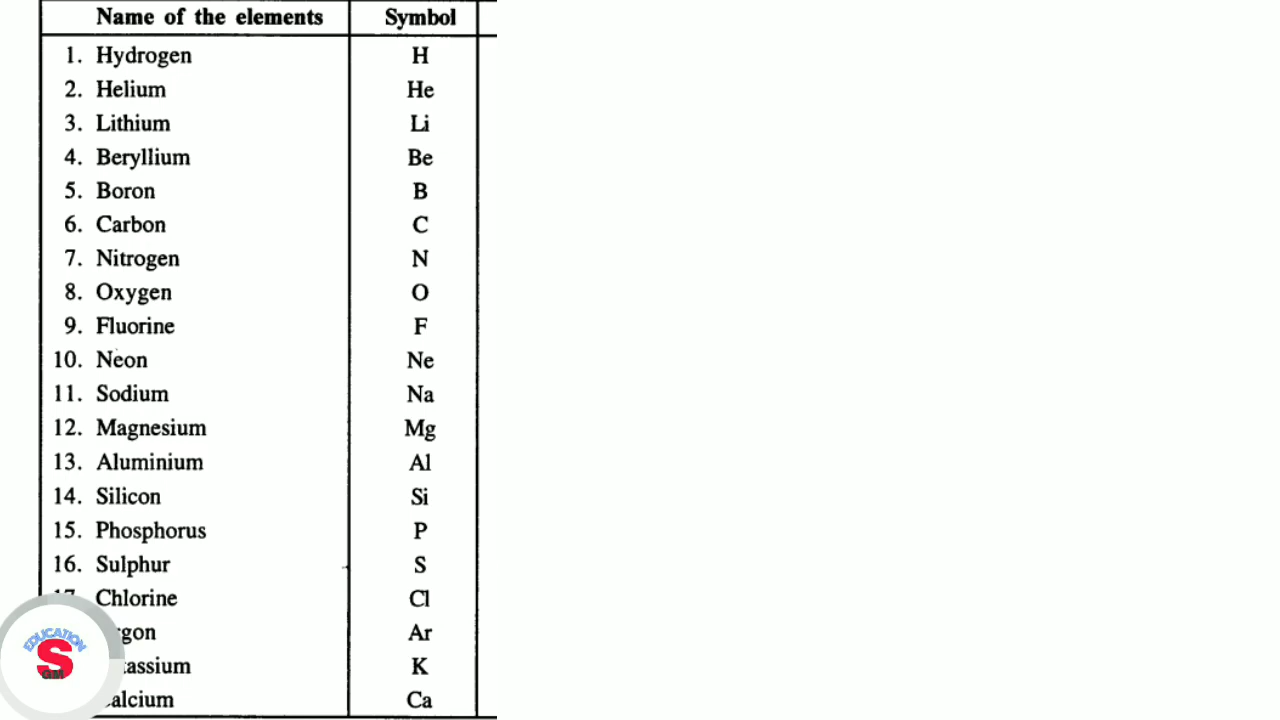 Name of the elements Symbol
1. Hydrogen H
2. Helium He
3. Lithium Li
4. Beryllium Be
5. Boron B
6. Carbon C
7. Nitrogen N
8. Oxygen O
9. Fluorine F
10. Neon Ne
11. Sodium Na
12. Magnesium Mg
13. Aluminium Al
14. Silicon Si
15. Phosphorus P
16. Sulphur S
Chlorine Cl
Ar
K
Ca
EDUCATION
S
GM